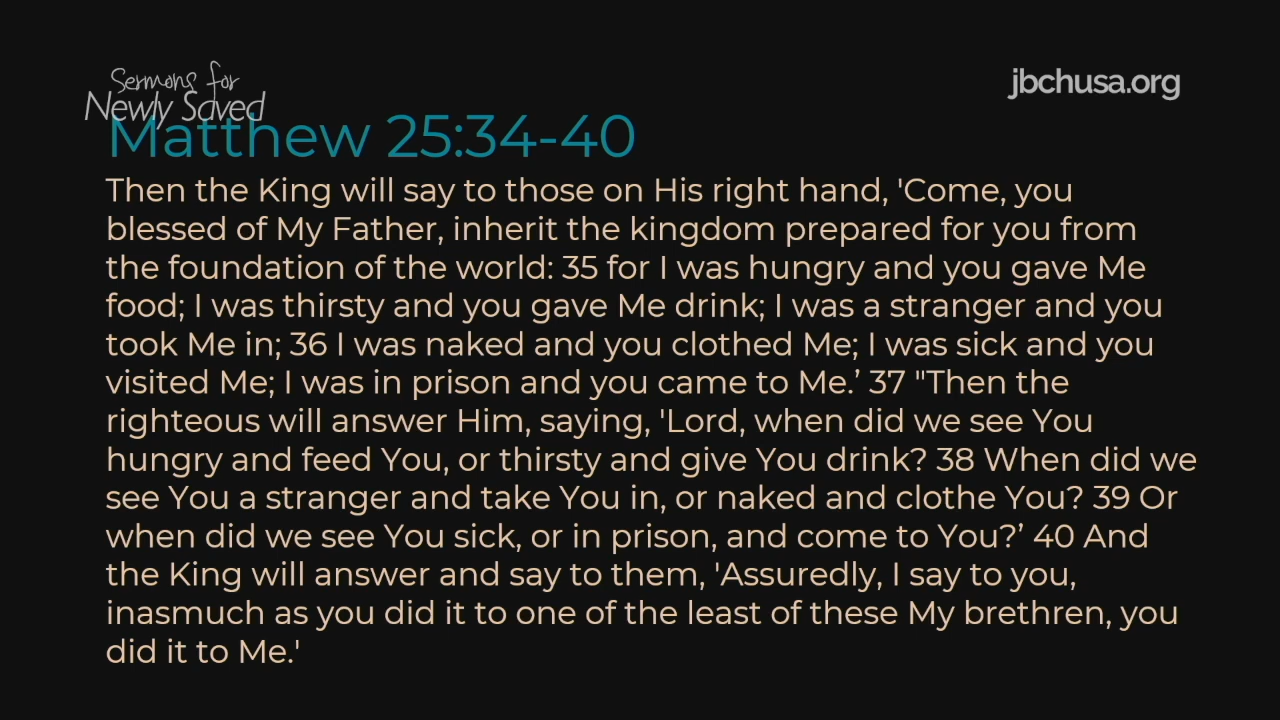 Sermons for
Newly Saved
jbchusa.org
Matthew 25:34-40
Then the King will say to those on His right hand, 'Come, you
blessed of My Father, inherit the kingdom prepared for you from
the foundation of the world: 35 for I was hungry and you gave Me
food; I was thirsty and you gave Me drink; I was a stranger and you
took Me in; 36 I was naked and you clothed Me; I was sick and you
visited Me; I was in prison and you came to Me.’ 37 "Then the
righteous will answer Him, saying, 'Lord, when did we see You
hungry and feed You, or thirsty and give You drink? 38 When did we
see You a stranger and take You in, or naked and clothe You? 39 Or
when did we see You sick, or in prison, and come to You?’ 40 And
the King will answer and say to them, 'Assuredly, I say to you,
inasmuch as you did it to one of the least of these My brethren, you
did it to Me.'